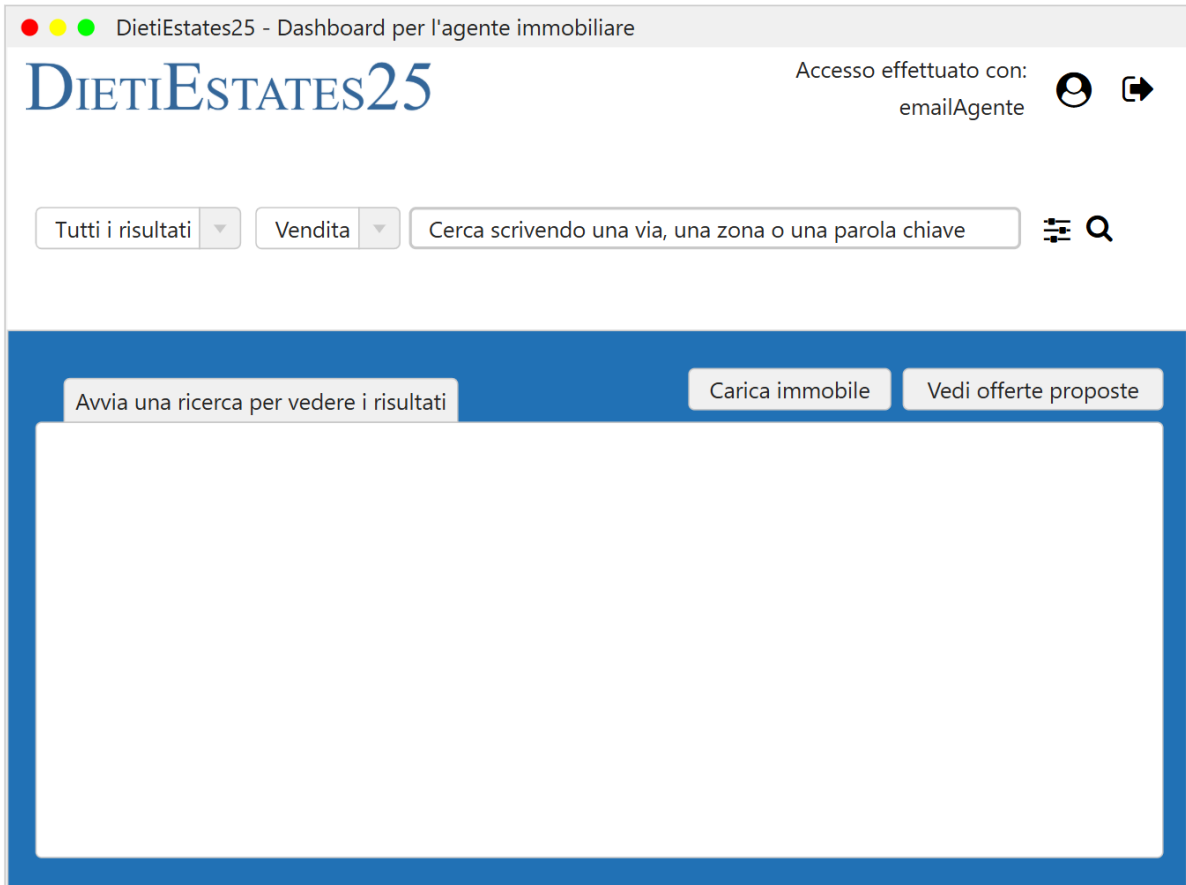 DietiEstates25 - Dashboard per l'agente immobiliare
DIETIESTATES25
Accesso effettuato con:
emailAgente
Tutti i risultati
Vendita
Cerca scrivendo una via, una zona o una parola chiave
Avvia una ricerca per vedere i risultati
Carica immobile
Vedi offerte proposte